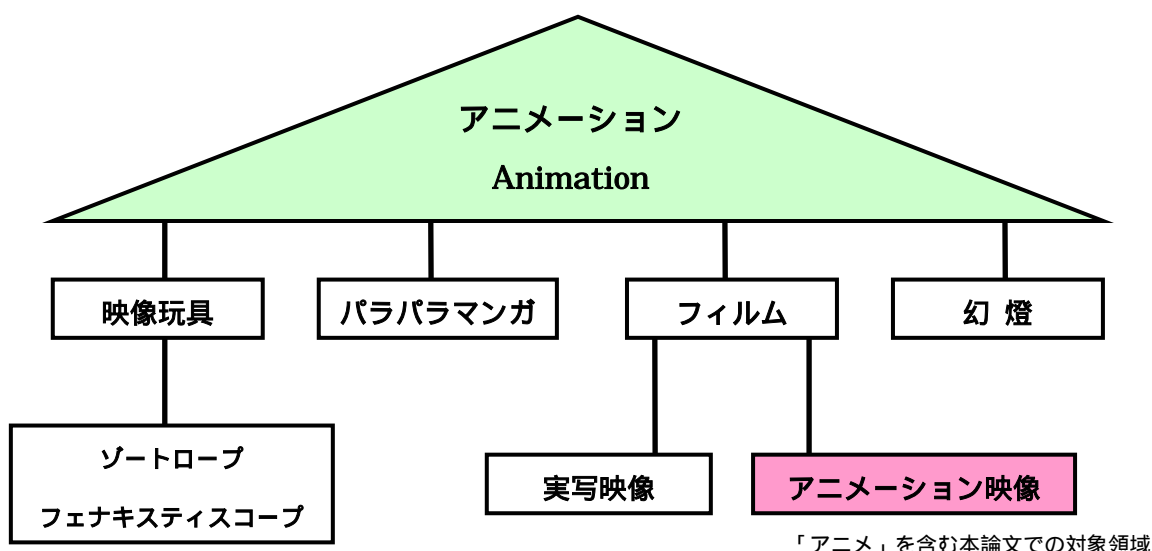 アニメーション
Animation
映像玩具
パラパラマンガ
フィルム
幻 燈
ゾートロープ
フェナキスティスコープ
実写映像
アニメーション映像
「アニメ」を含む本論文での対象領域